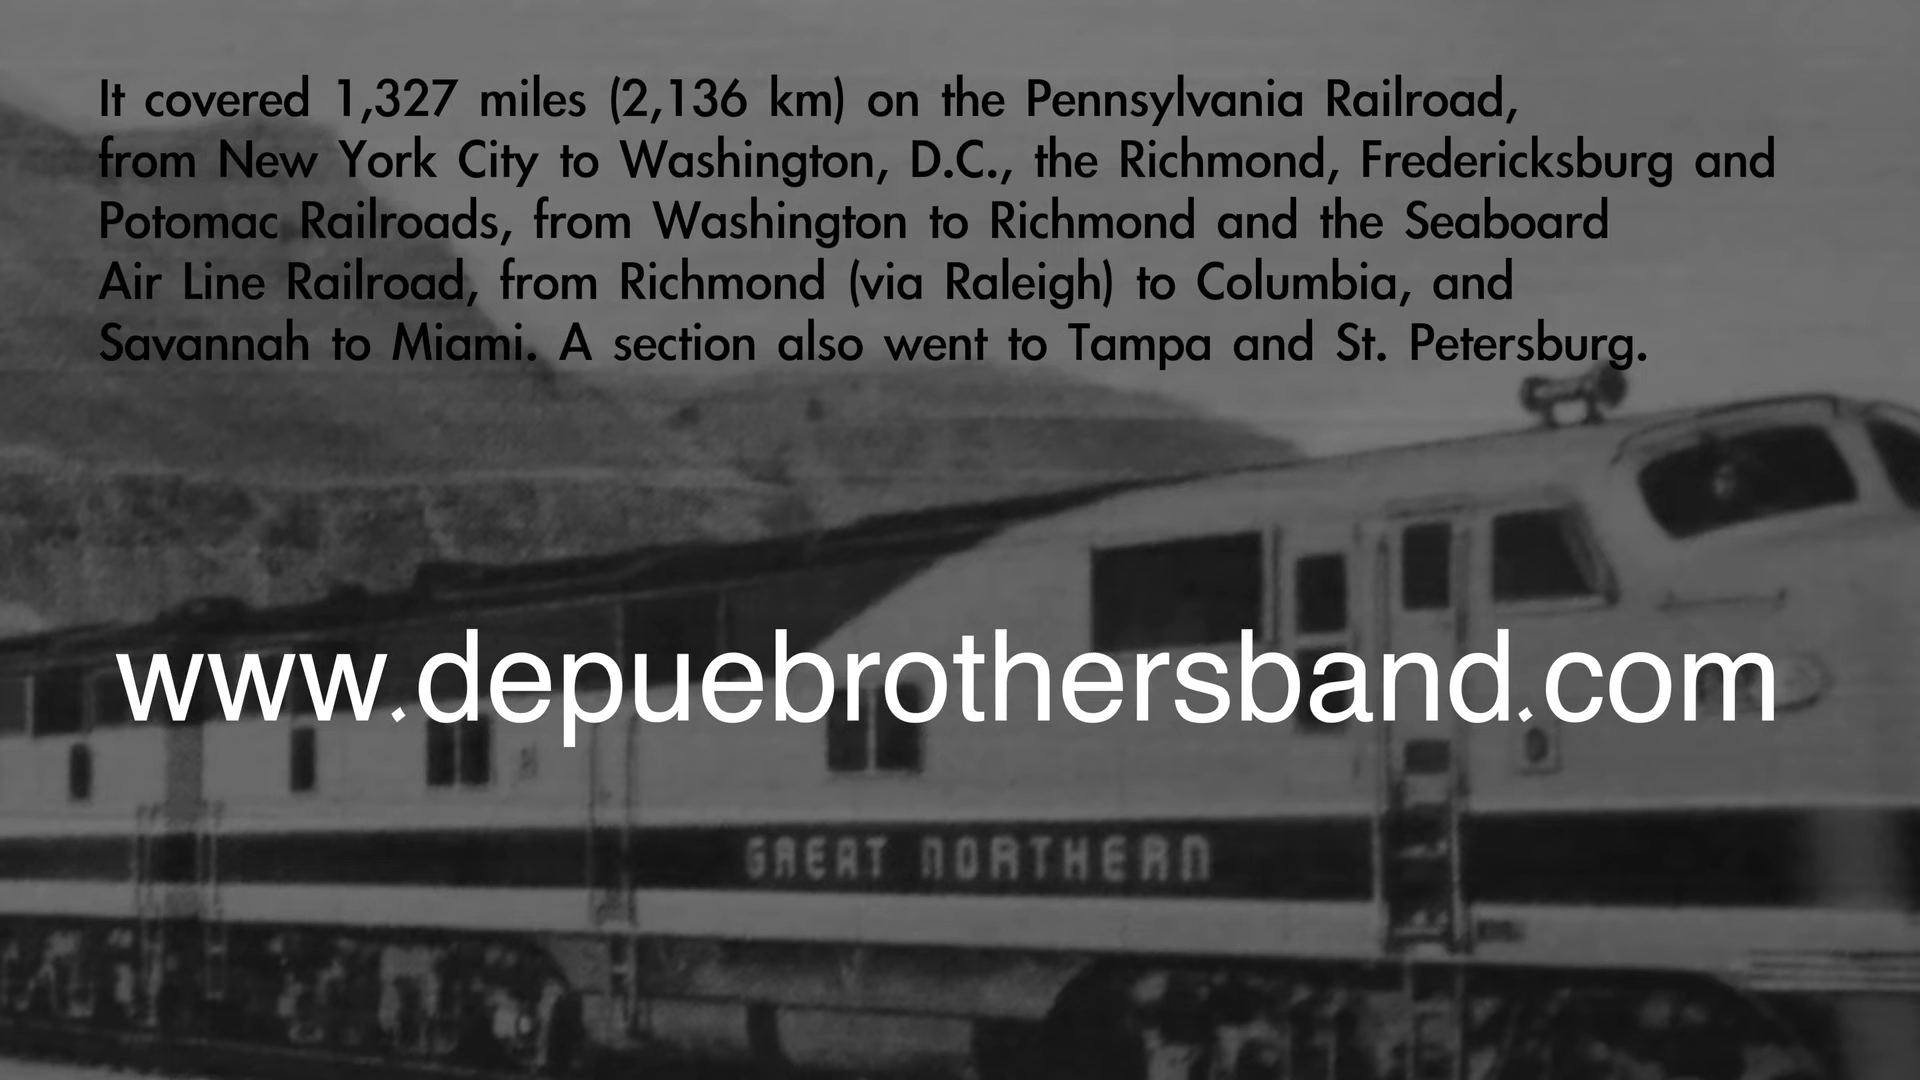 It covered 1,327 miles (2,136 km) on the Pennsylvania Railroad,
from New York City to Washington, D.C., the Richmond, Fredericksburg and
Potomac Railroads, from Washington to Richmond and the Seaboard
Air Line Railroad, from Richmond (via Raleigh) to Columbia, and
Savannah to Miami. A section also went to Tampa and St. Petersburg.
www.depuebrothersband.com
GREAT NORTHERN